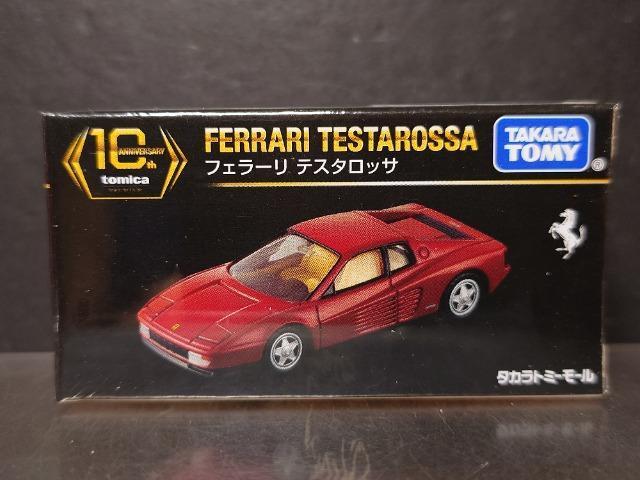 10th
ANNIVERSARY
tomica
FERRARI TESTAROSSA
フェラーリ テスタロッサ
TAKARA
TOMY
®
タカラトミーモール